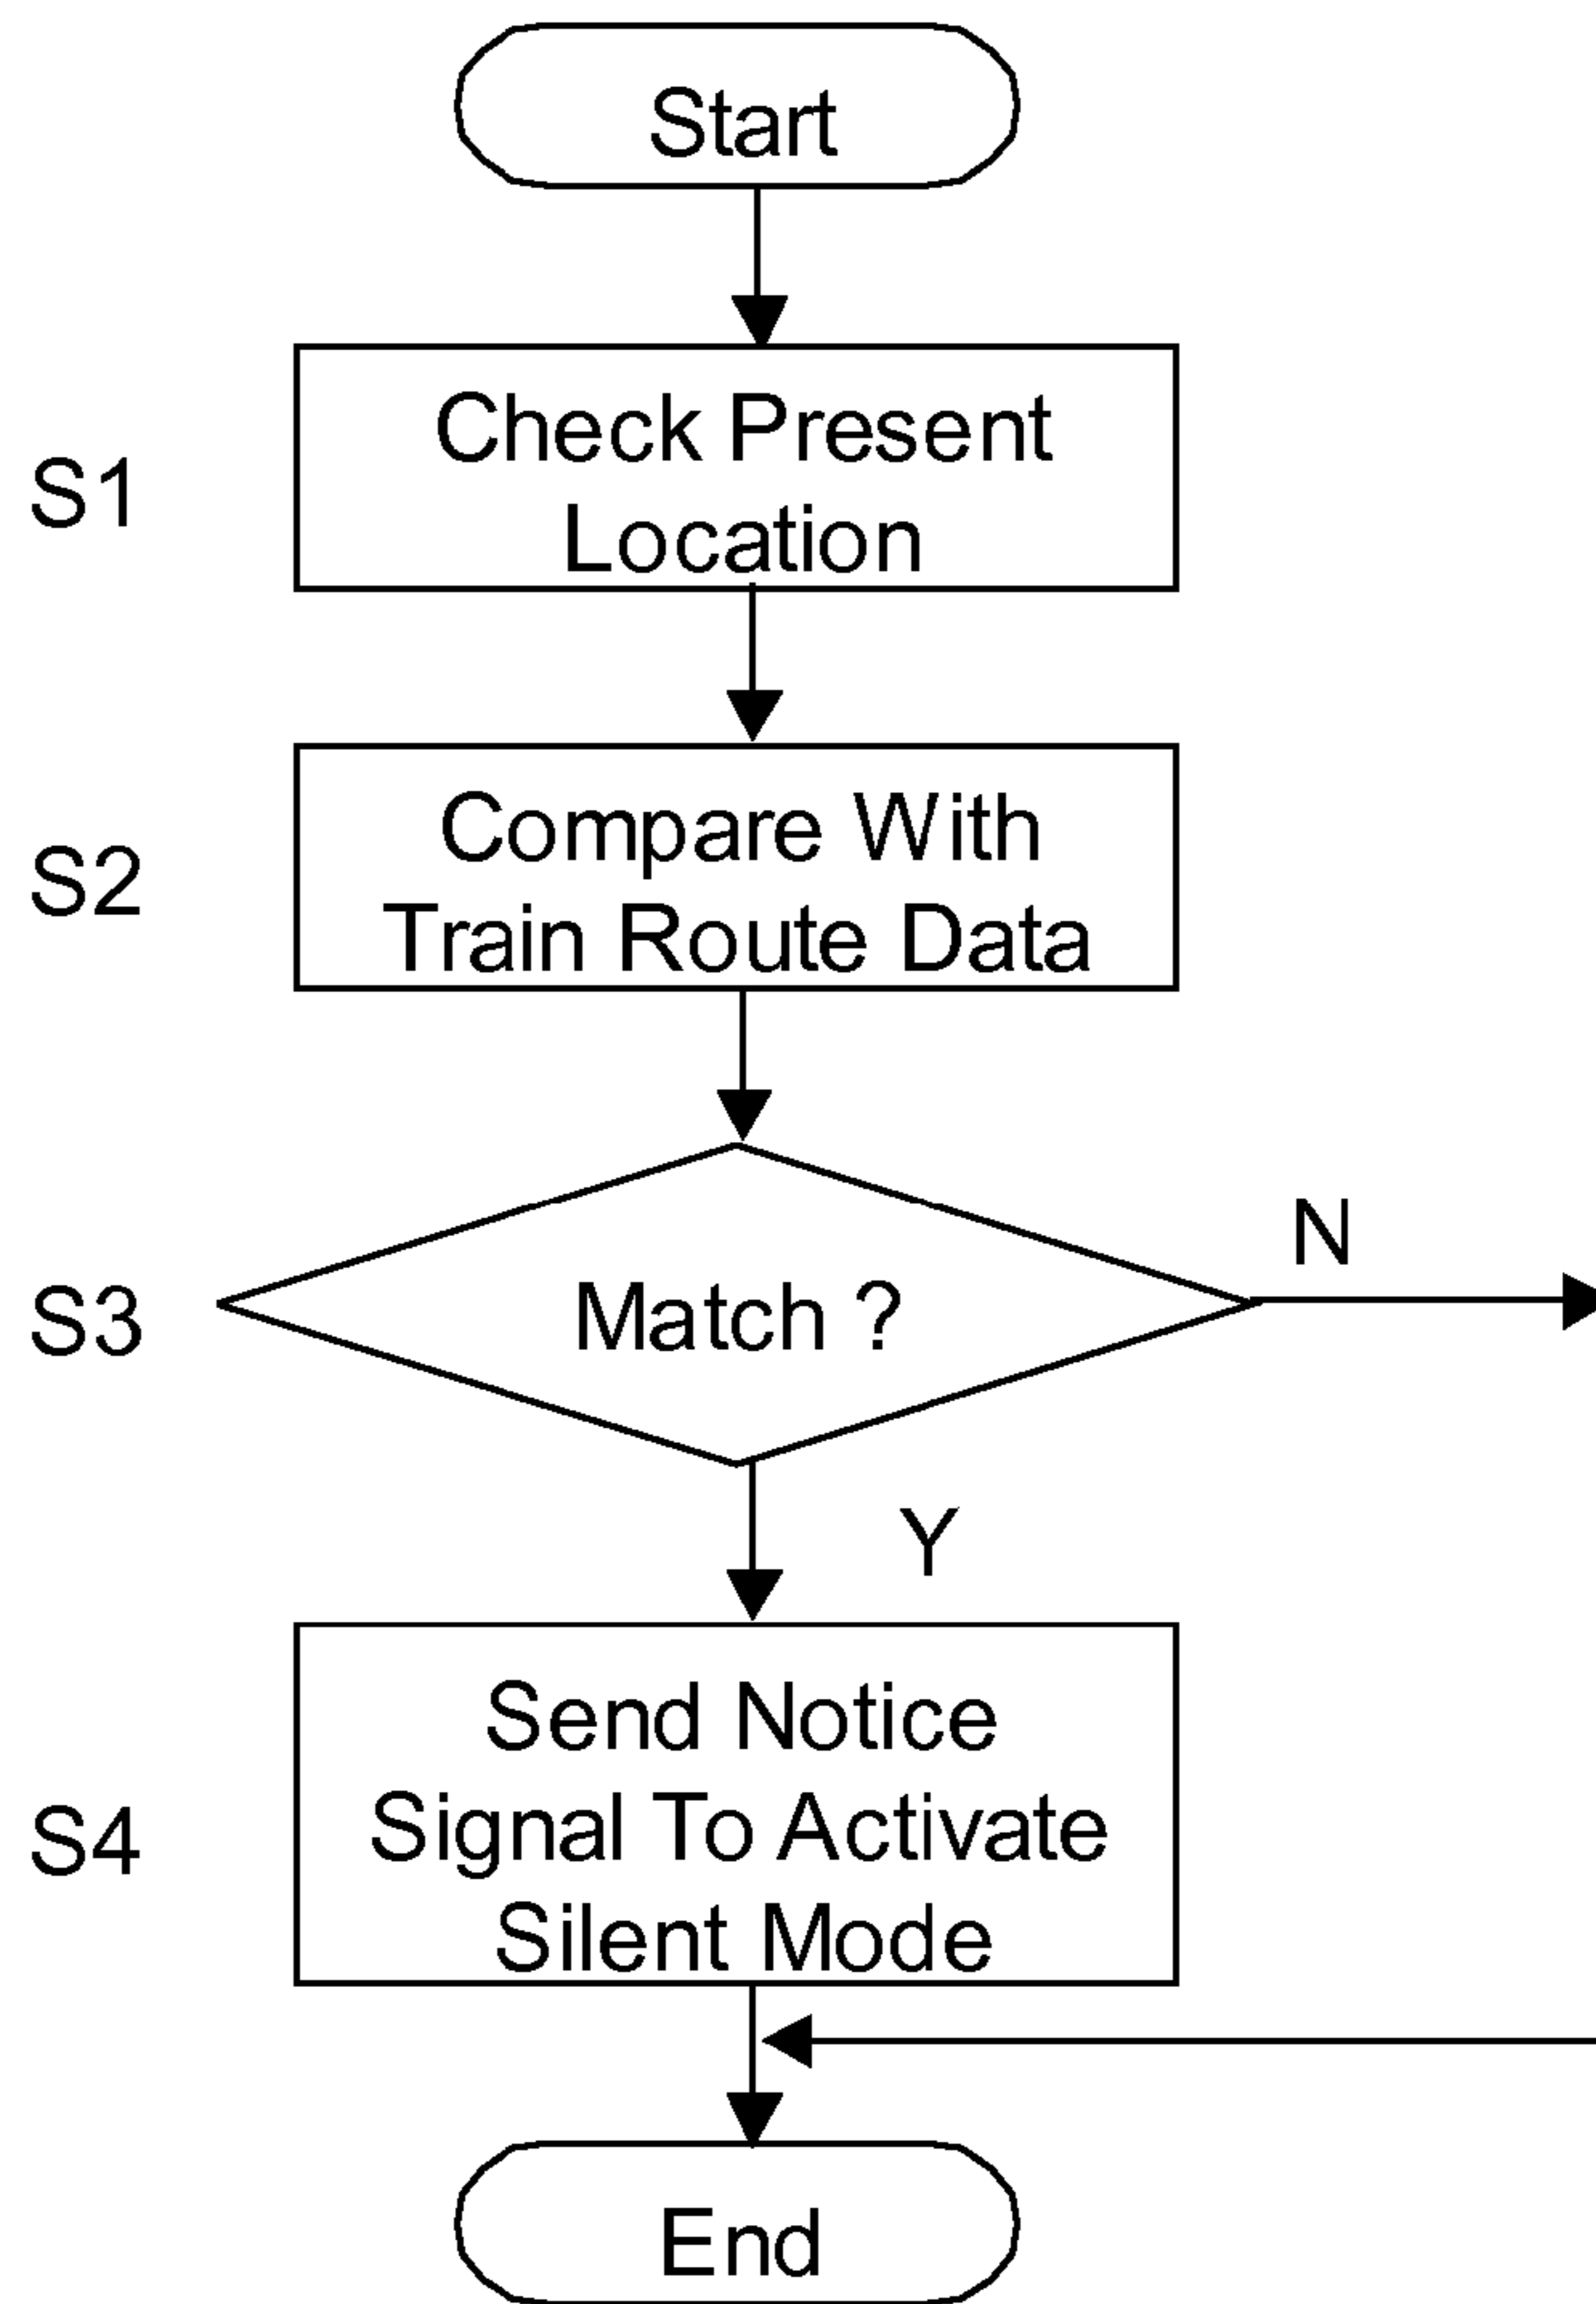 Start
S1
Check Present
Location
S2
Compare With
Train Route Data
S3
Match ?
N
Y
S4
Send Notice
Signal To Activate
Silent Mode
End